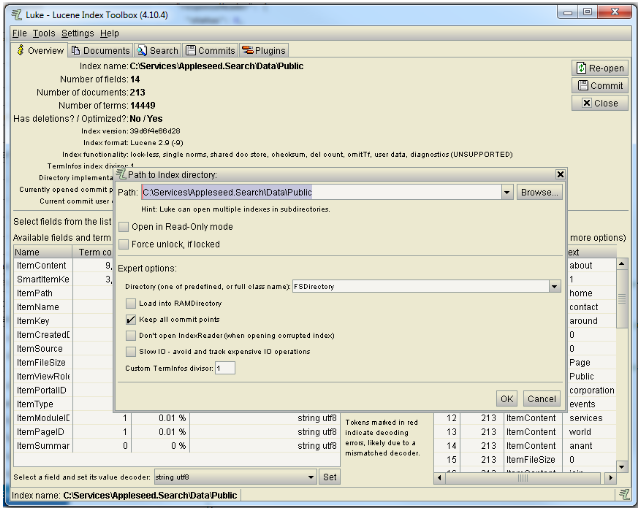 Luke - Lucene Index Toolbox (4.10.4)
File Tools Settings Help
Overview Documents Search Commits Plugins
Index name: C:\Services\Appleseed.Search\Data\Public
Re-open
Number of fields: 14
Commit
Number of documents: 213
Close
Number of terms: 14449
Has deletions? / Optimized?: No / Yes
Index version: 39d6f4e56d28
Index format: Lucene 2.9 (-9)
Index functionality: lock-less, single norms, shared doc store, checksum, del count, omitTf, user data, diagnostics (UNSUPPORTED)
TermInfos index divisor: 1
Directory implementa
Currently opened commit p
Current commit user
Path to Index directory:
Path: C:\Services\Appleseed.Search\Data\Public Browse...
Hint: Luke can open multiple indexes in subdirectories.
Open in Read-Only mode
Force unlock, if locked
Expert options:
Directory (one of predefined, or full class name): FSDirectory
Load into RAMDirectory
Keep all commit points
Don't open IndexReader (when opening corrupted index)
Slow IO - avoid and track expensive IO operations
Custom TermInfos divisor: 1
OK Cancel
Select fields from the list
Available fields and term more options)
Name Term co ext
ItemContent 9, about
SmartItemKe 3, 1
ItemPath home
ItemName contact
ItemKey around
ItemCreatedD 0
ItemSource 0
ItemFileSize Page
ItemViewRole Public
ItemPortalID corporation
ItemType events
ItemModuleID 1 0.01 % string utf8 12 213 ItemContent services
ItemPageID 1 0.01 % string utf8 13 213 ItemContent world
ItemSummar 0 0 % string utf8 14 213 ItemContent anant
15 213 ItemFileSize 0
Tokens marked in red
indicate decoding
errors, likely due to a
mismatched decoder.
Select a field and set its value decoder: string utf8 Set
Index name: C:\Services\Appleseed.Search\Data\Public